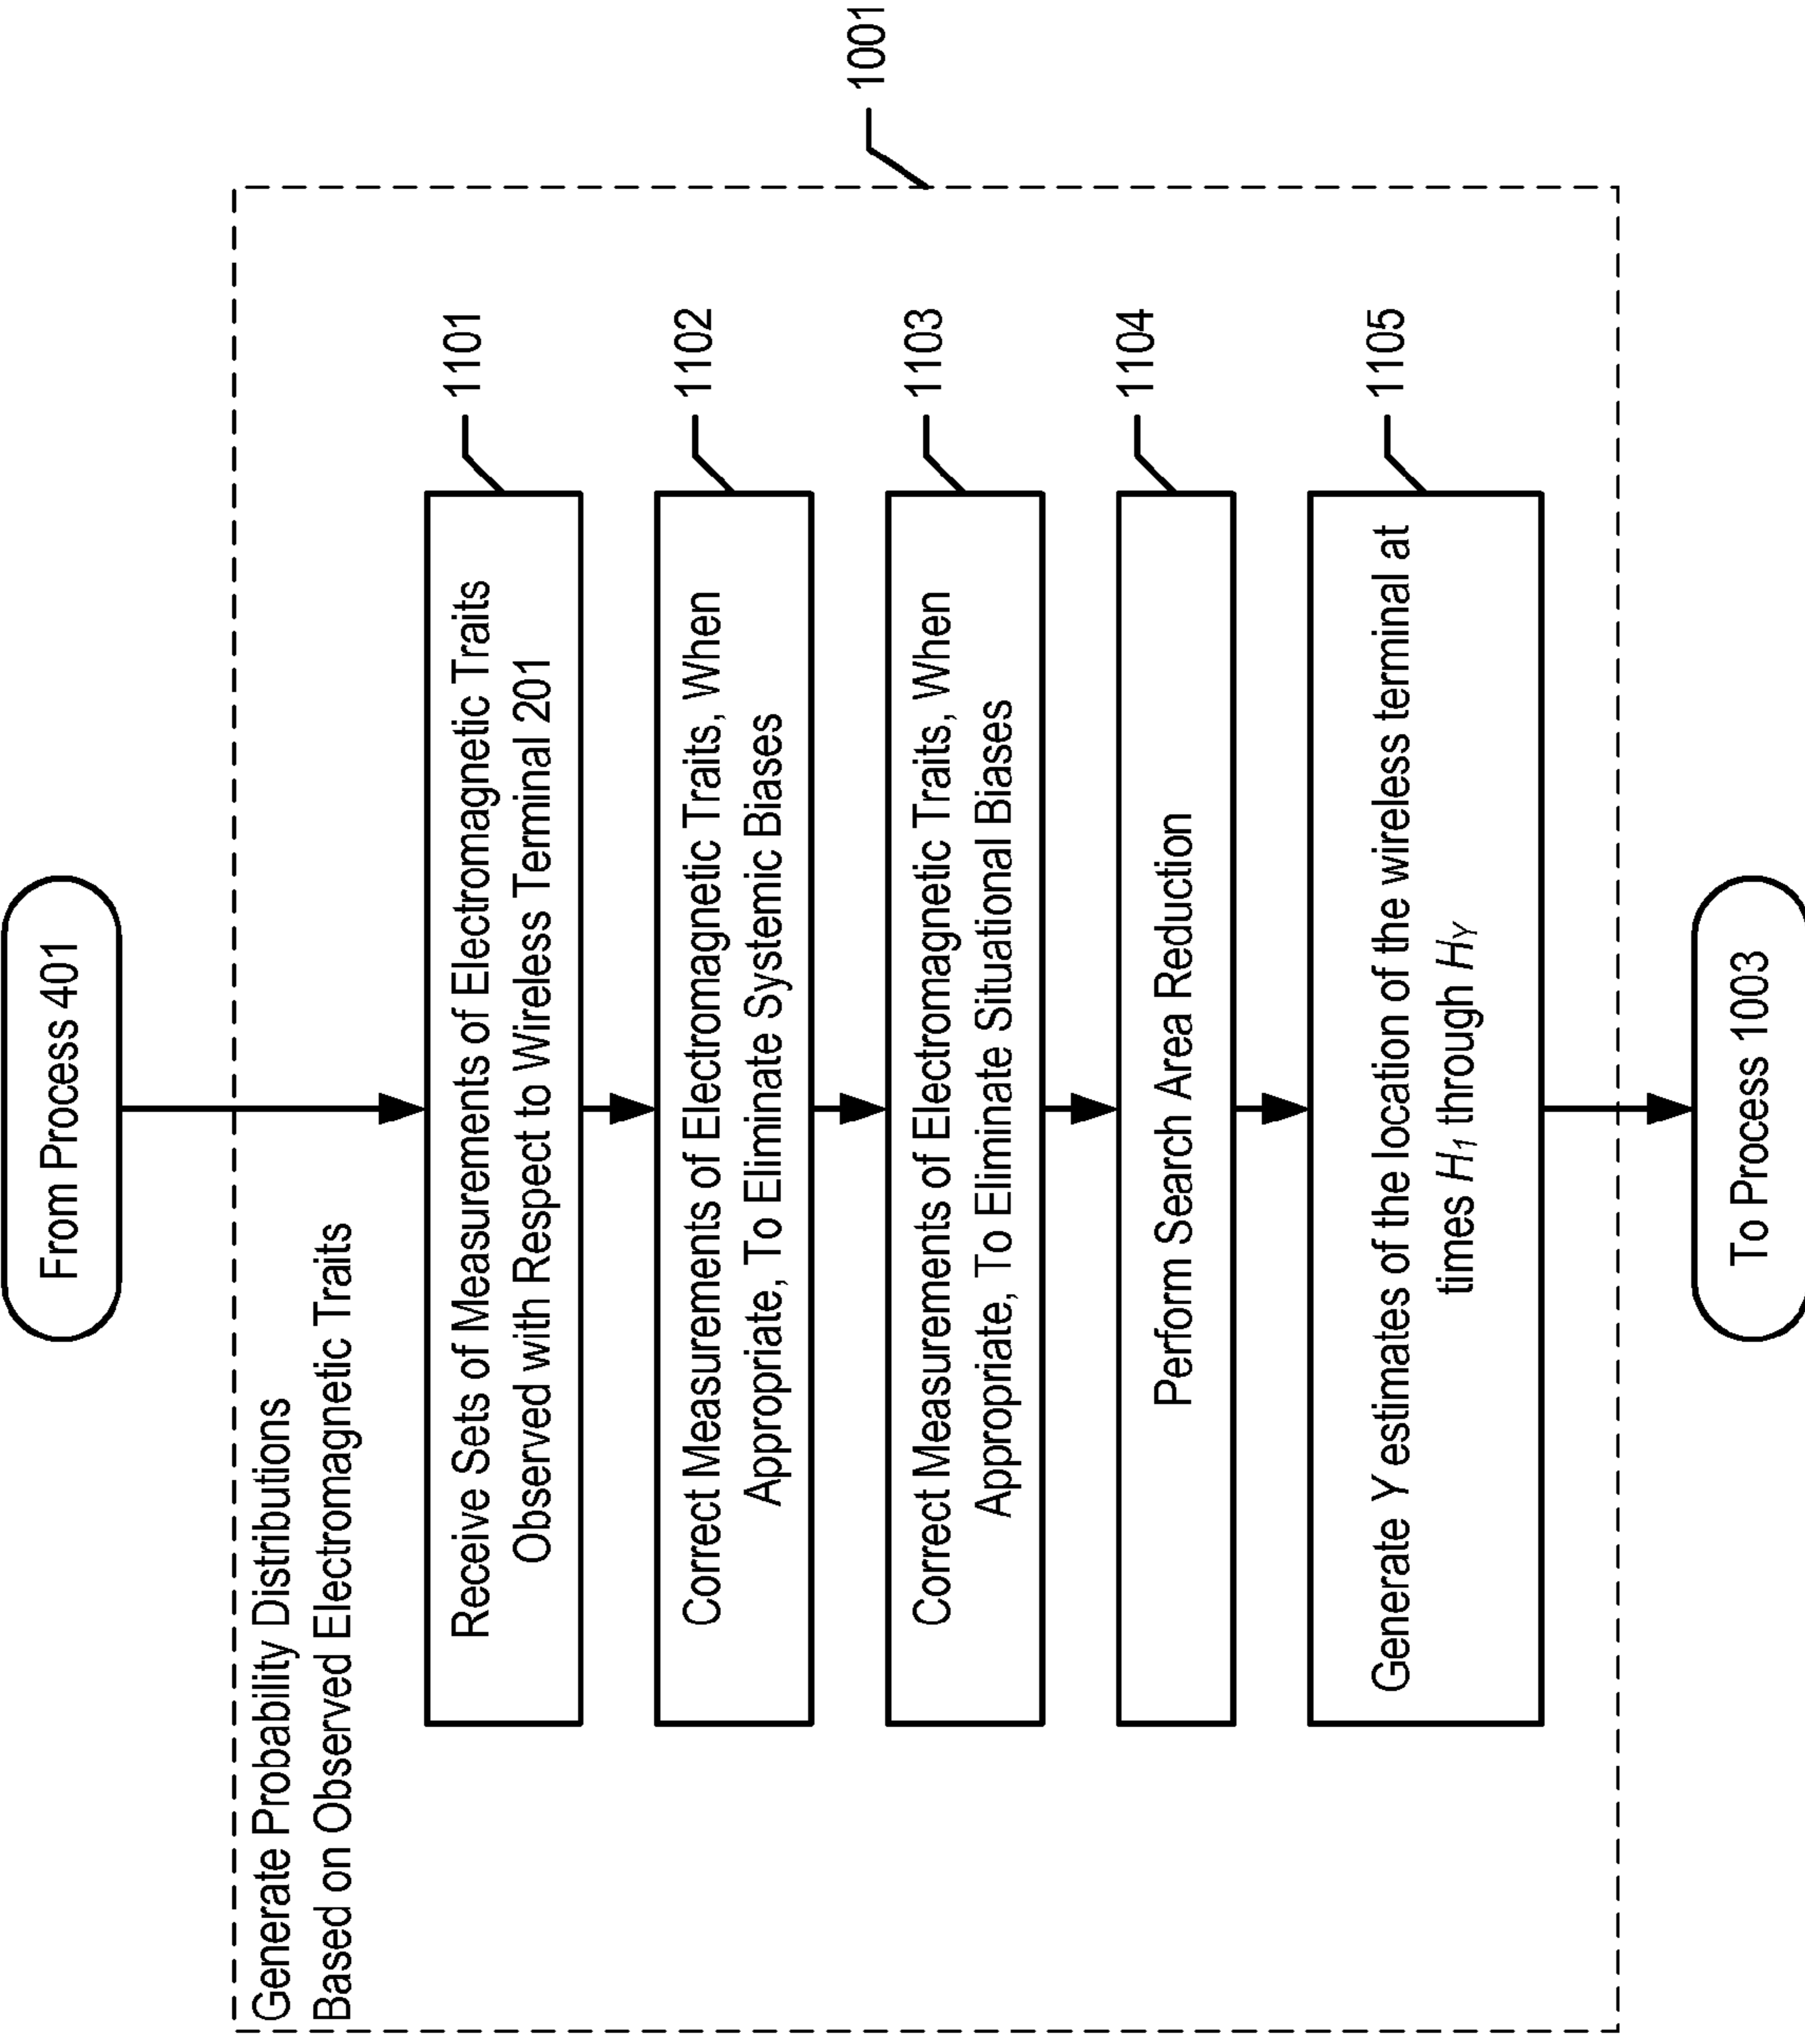 From Process 401
Generate Probability Distributions
Based on Observed Electromagnetic Traits
1001
Receive Sets of Measurements of Electromagnetic Traits
Observed with Respect to Wireless Terminal 201
1101
Correct Measurements of Electromagnetic Traits, When
Appropriate, To Eliminate Systemic Biases
1102
Correct Measurements of Electromagnetic Traits, When
Appropriate, To Eliminate Situational Biases
1103
Perform Search Area Reduction
1104
Generate Y estimates of the location of the wireless terminal at
times H1 through HY
1105
To Process 1003